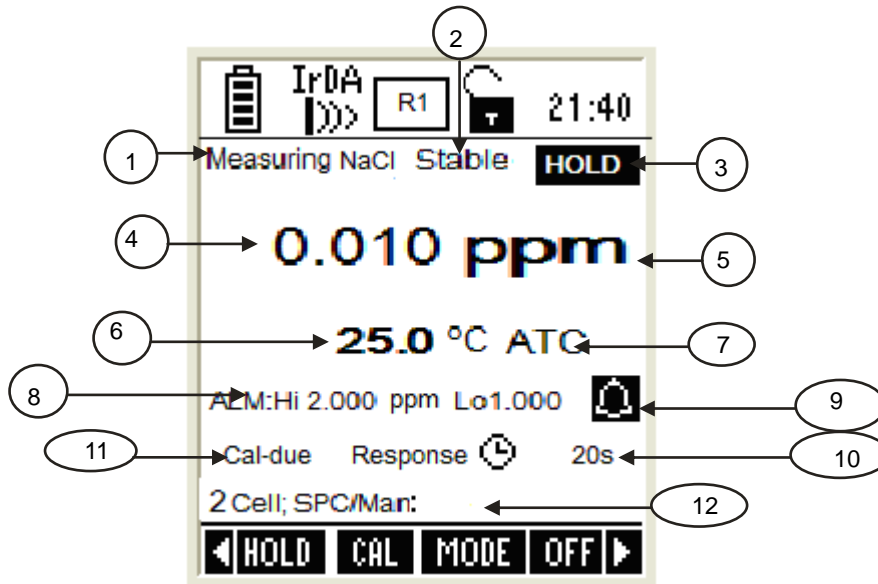 2
IrDA
R1
T
21:40
1
Measuring NaCl Stable HOLD
3
4
0.010 ppm
5
6
25.0 ºC ATC
7
8
ALM:Hi 2.000 ppm Lo1.000
9
11
Cal-due Response 20s
10
2 Cell; SPC/Man:
12
HOLD CAL MODE OFF